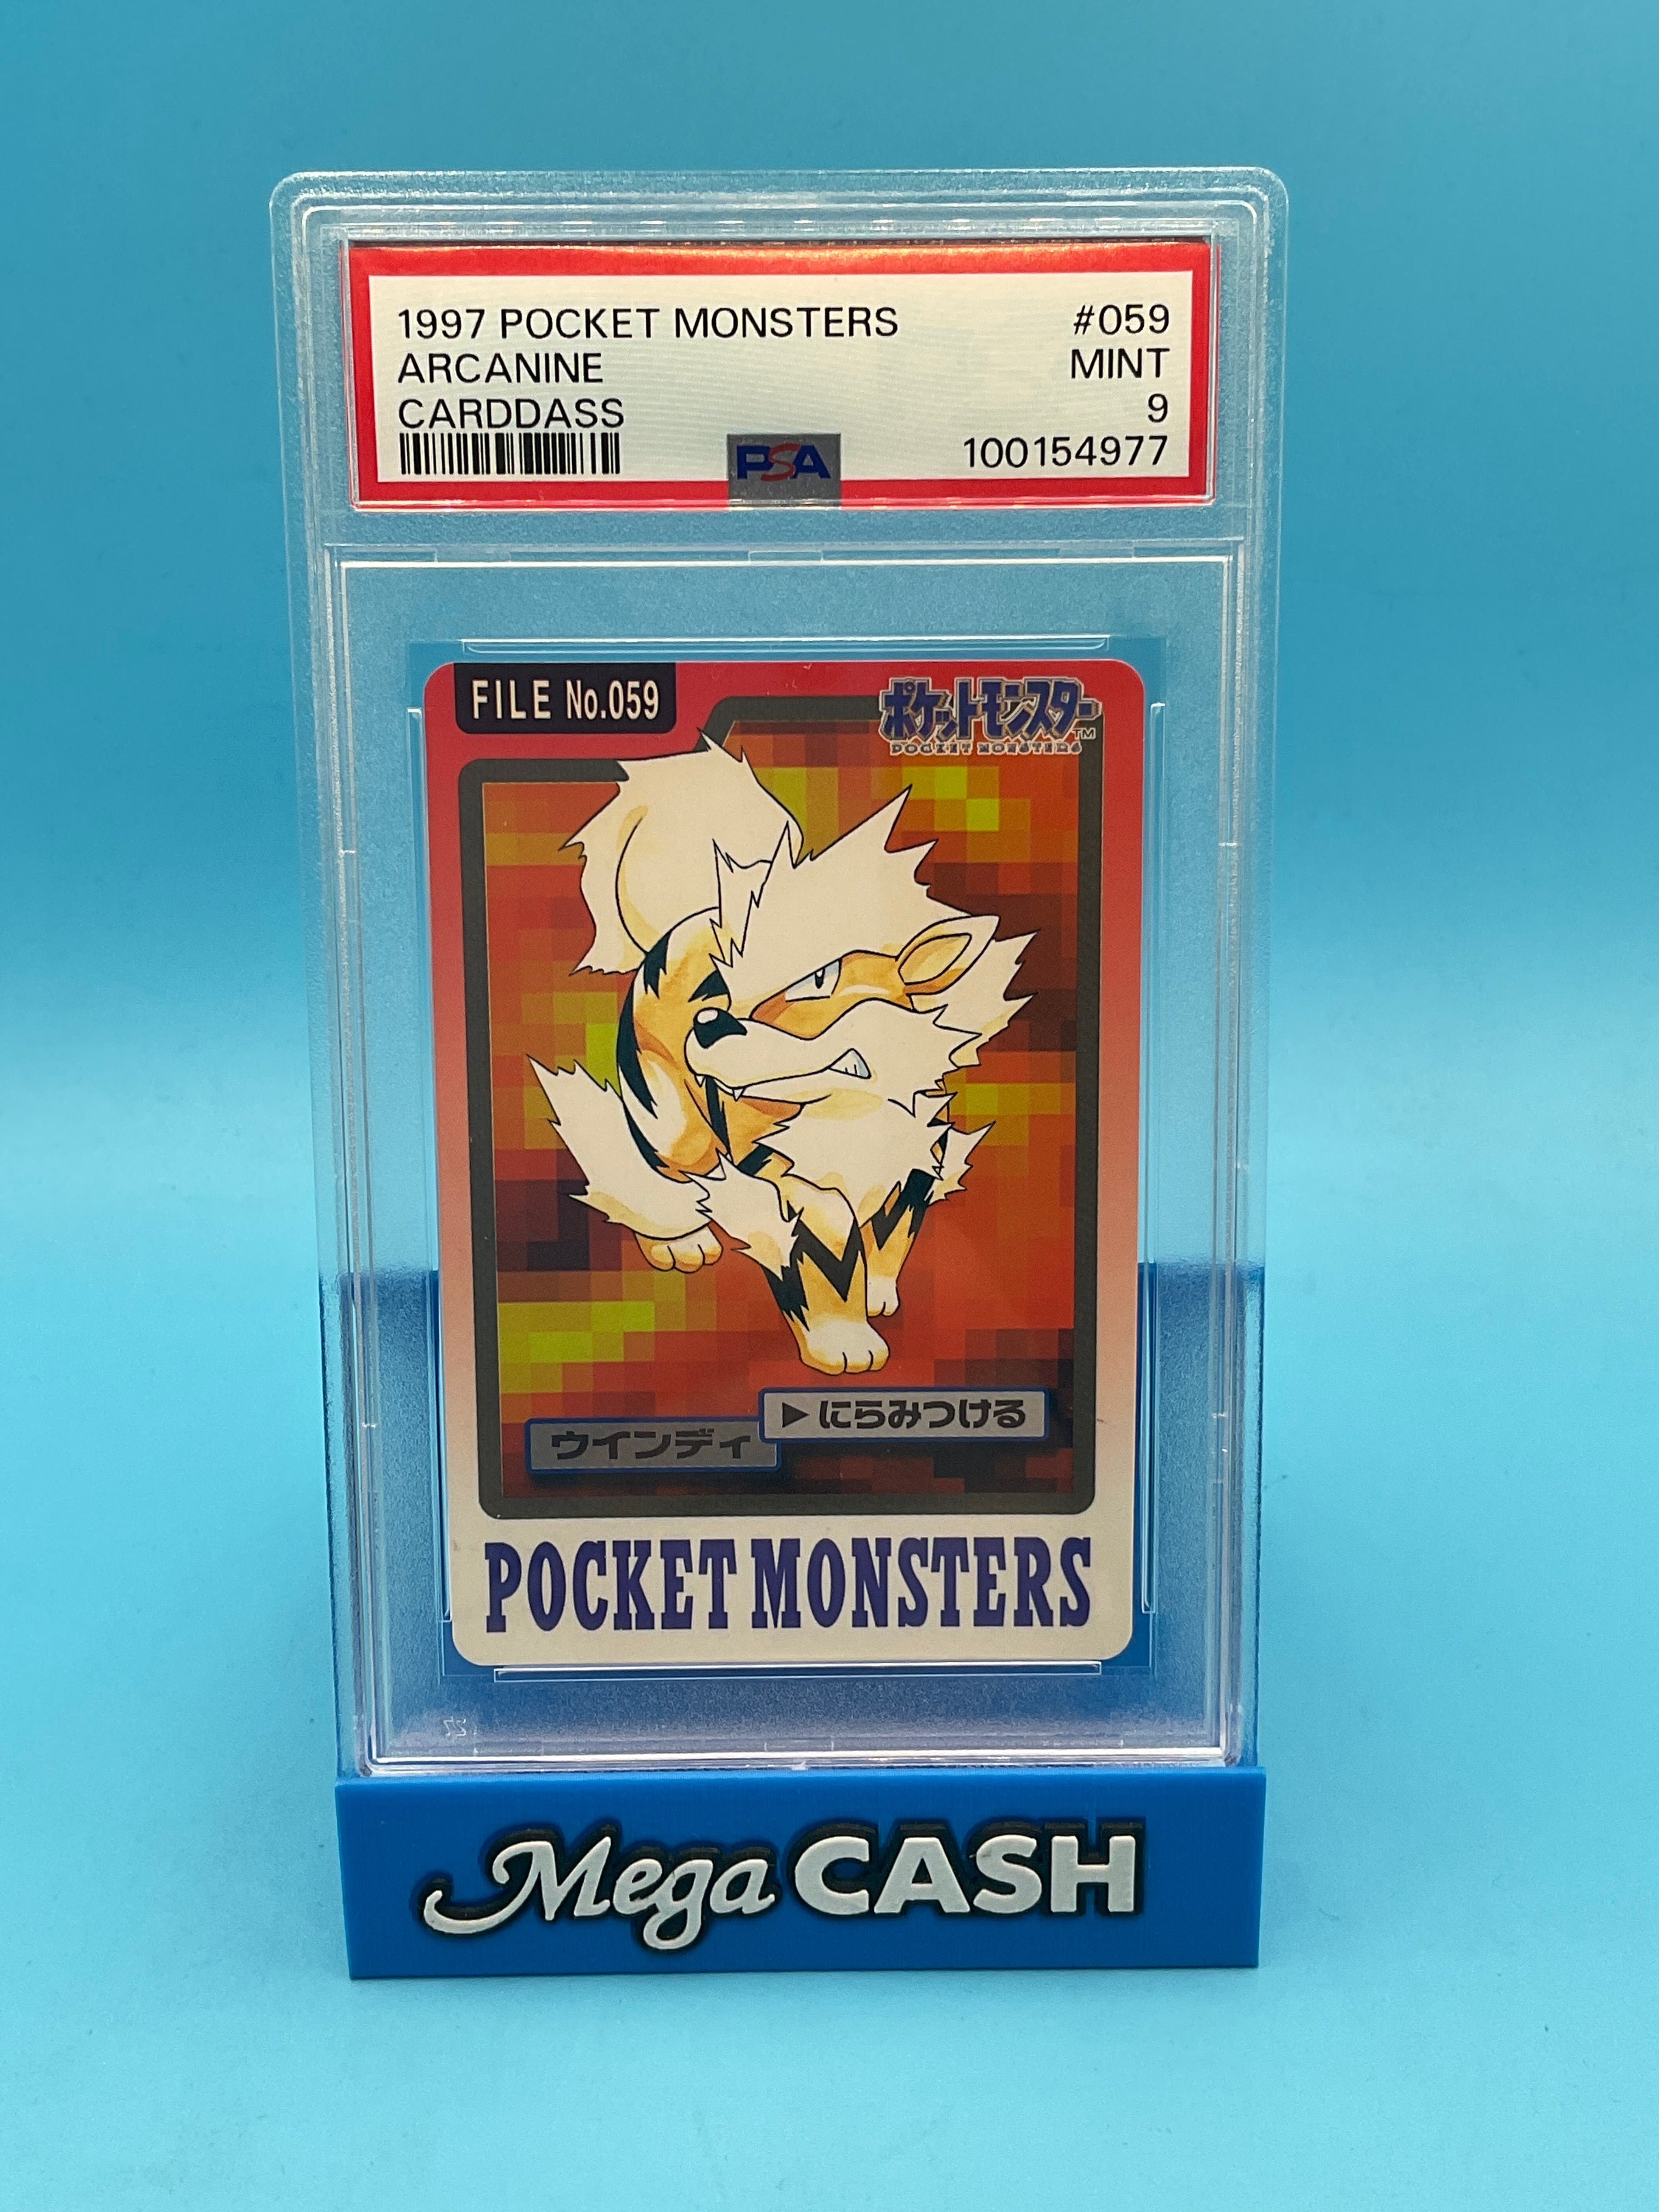 1997 POCKET MONSTERS #059
ARCANINE MINT
CARDDASS 9
PSA 100154977
FILE No.059
ポケットモンスター™
POCKET MONSTERS
▶にらみつける
ウインディ
POCKET MONSTERS
Mega CASH